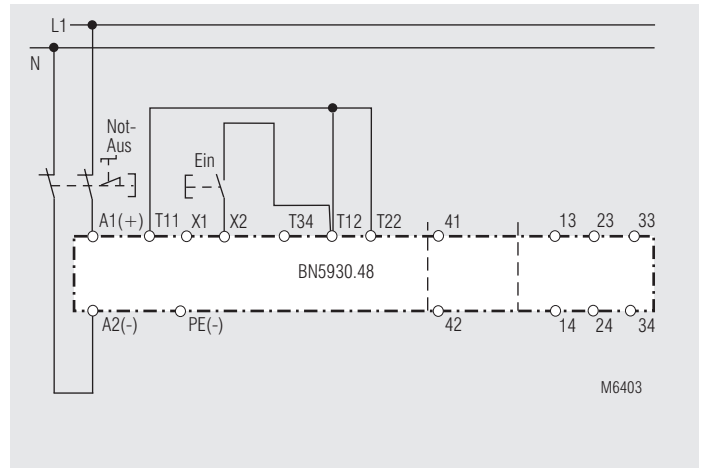 L1
N
Not-
Aus
Ein
A1(+) T11 X1 X2 T34 T12 T22 41 13 23 33
BN5930.48
A2(-) PE(-) 42 14 24 34
M6403